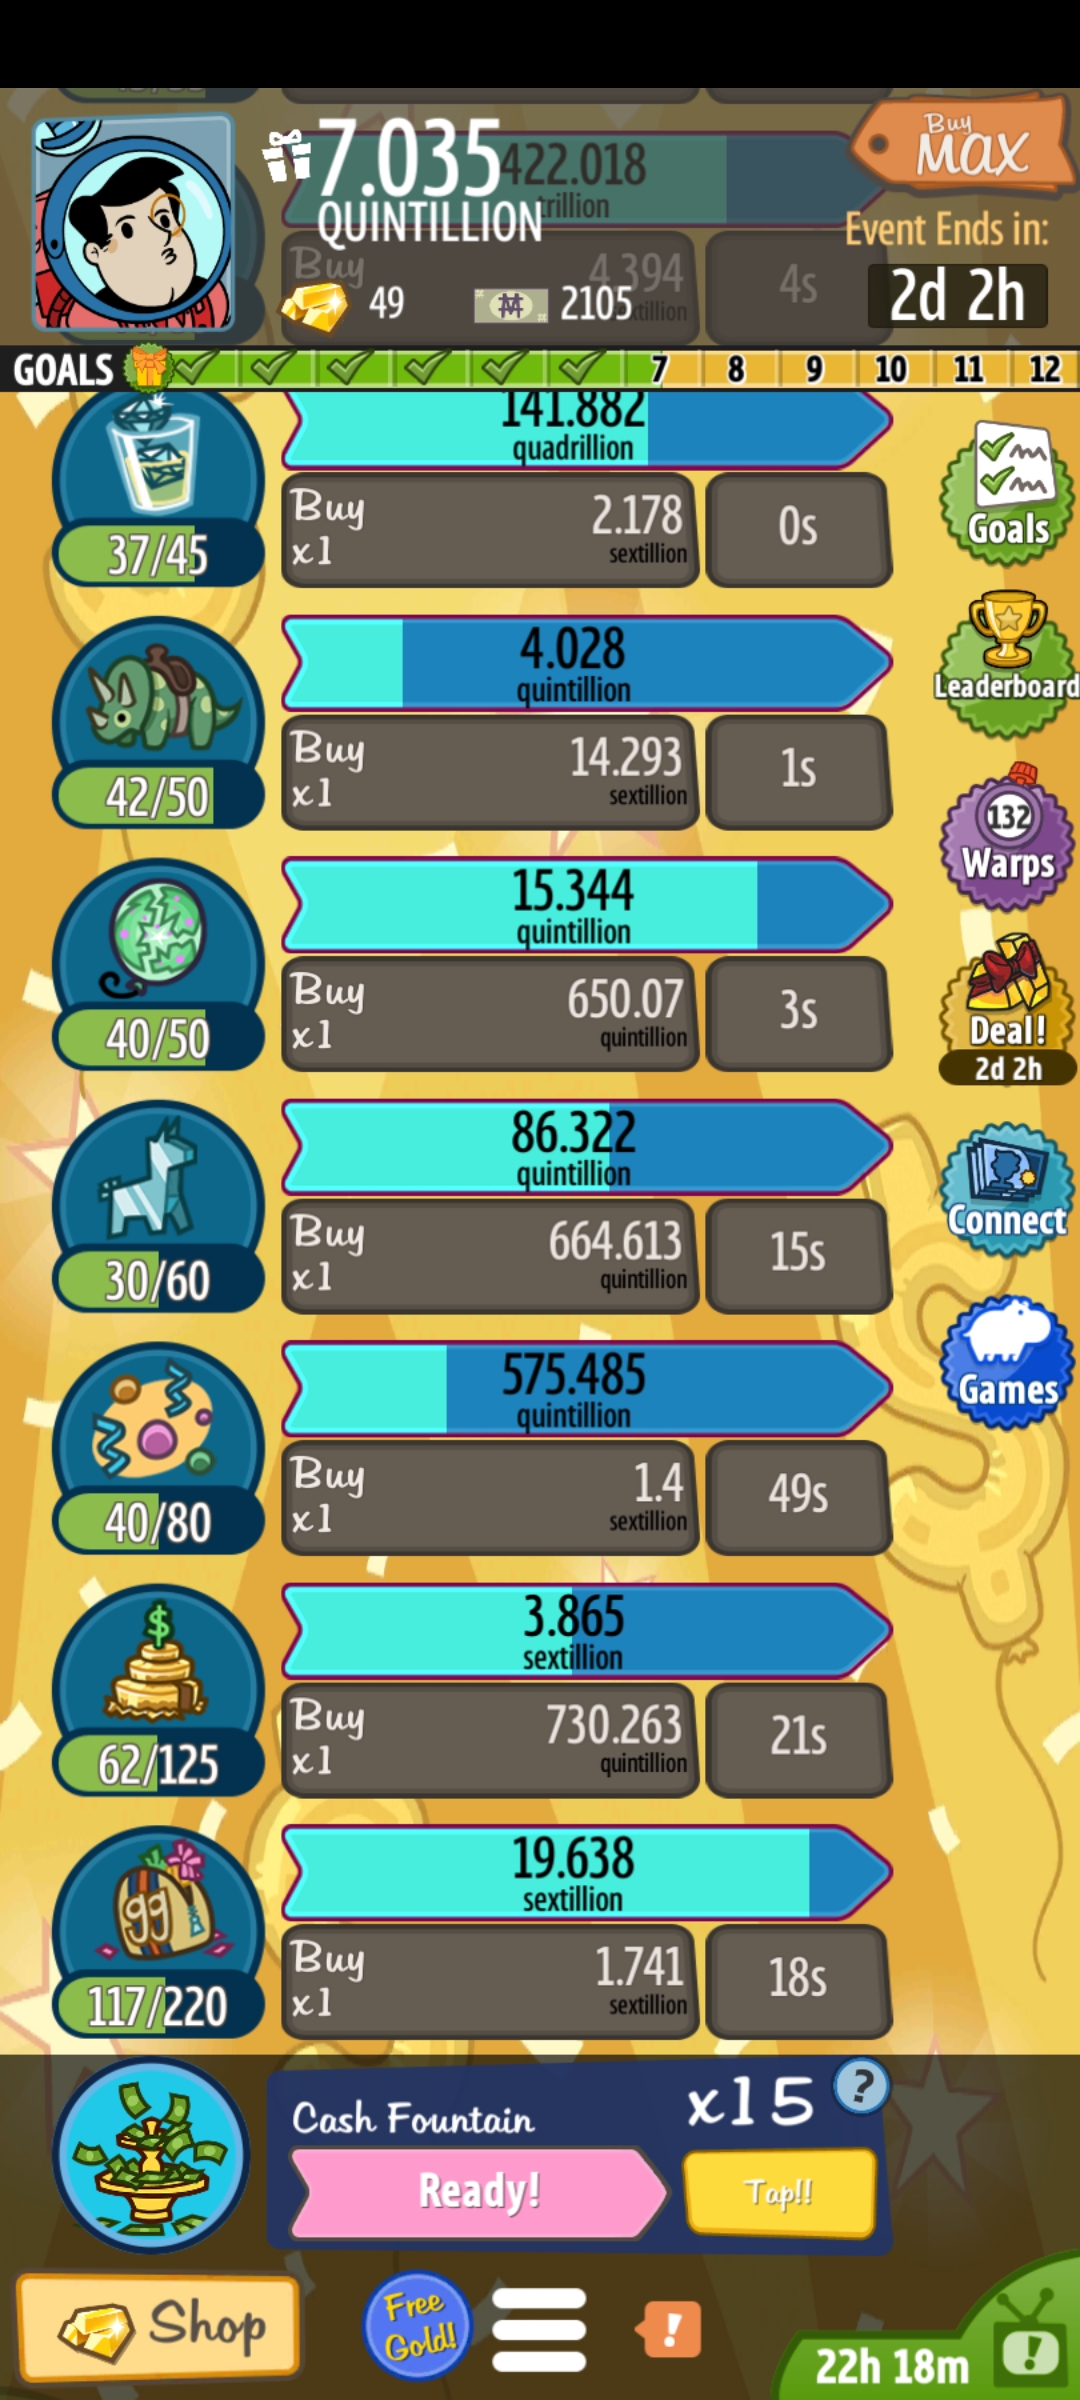 7.035
QUINTILLION
422.018
trillion
Buy
MAX
Event Ends in:
2d 2h
Buy
4.394
4s
49
2105
GOALS
7 8 9 10 11 12
141.882
quadrillion
Buy
x1
2.178
sextillion
0s
37/45
Goals
4.028
quintillion
Buy
x1
14.293
sextillion
1s
42/50
Leaderboard
15.344
quintillion
Buy
x1
650.07
quintillion
3s
40/50
132
Warps
Deal!
2d 2h
86.322
quintillion
Buy
x1
664.613
quintillion
15s
30/60
Connect
575.485
quintillion
Buy
x1
1.4
sextillion
49s
40/80
Games
$
3.865
sextillion
Buy
x1
730.263
quintillion
21s
62/125
99
19.638
sextillion
Buy
x1
1.741
sextillion
18s
117/220
Cash Fountain
x15
?
Ready!
Tap!!
Shop
Free
Gold!
!
22h 18m
!